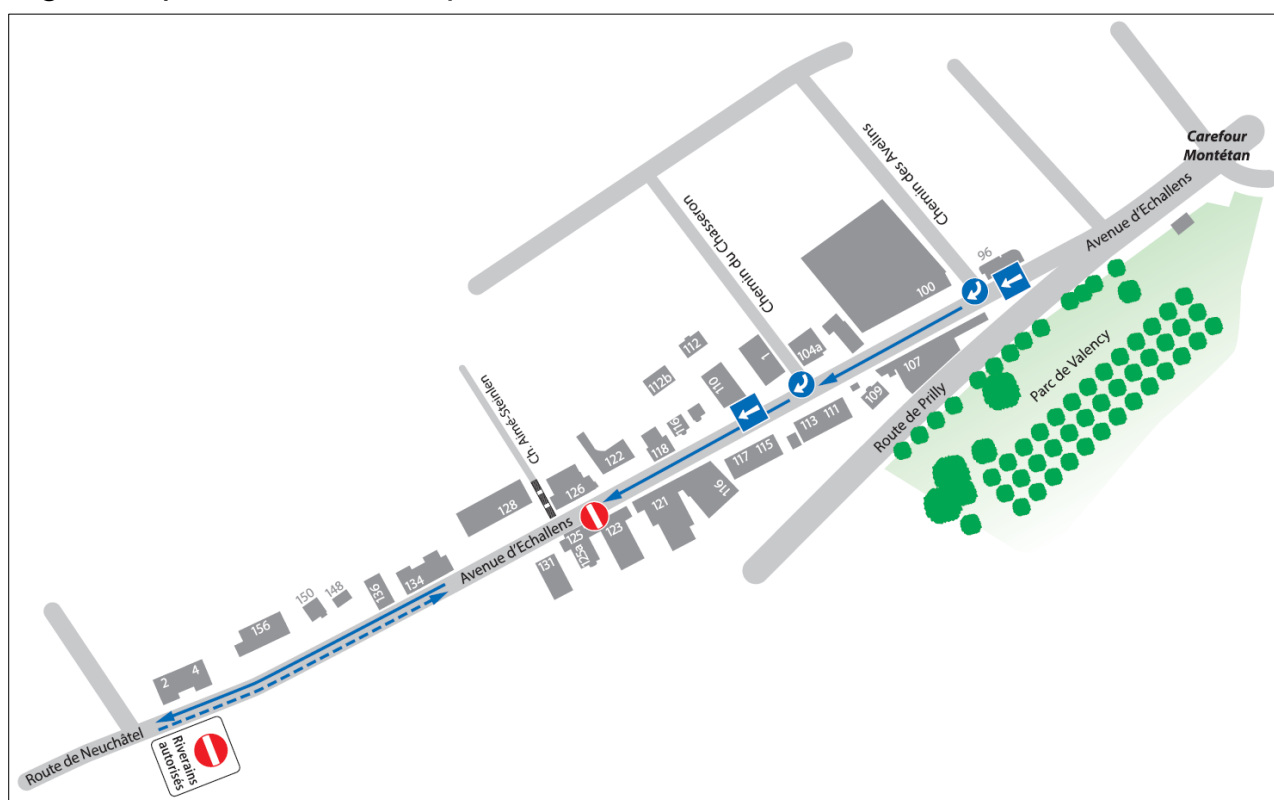 Carefour
Montétan
Avenue d'Echallens
Chemin des Avelins
Chemin du Chasseron
96
100
104a
1
107
109
Parc de Valency
Route de Prilly
112
112b
110
111
113
115
117
116
118
116
121
122
Ch. Aimé-Steinlen
126
128
123
125
125a
131
Avenue d'Echallens
134
136
148
150
156
4
2
Route de Neuchâtel
Riverains
autorisés